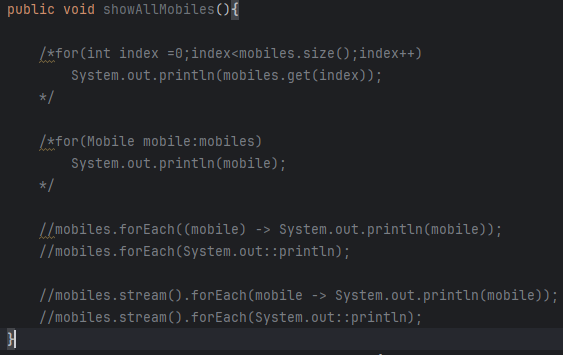 public void showAllMobiles(){
/*for(int index =0;index<mobiles.size();index++)
System.out.println(mobiles.get(index));
*/
/*for(Mobile mobile:mobiles)
System.out.println(mobile);
*/
//mobiles.forEach((mobile) -> System.out.println(mobile));
//mobiles.forEach(System.out::println);
//mobiles.stream().forEach(mobile -> System.out.println(mobile));
//mobiles.stream().forEach(System.out::println);
}